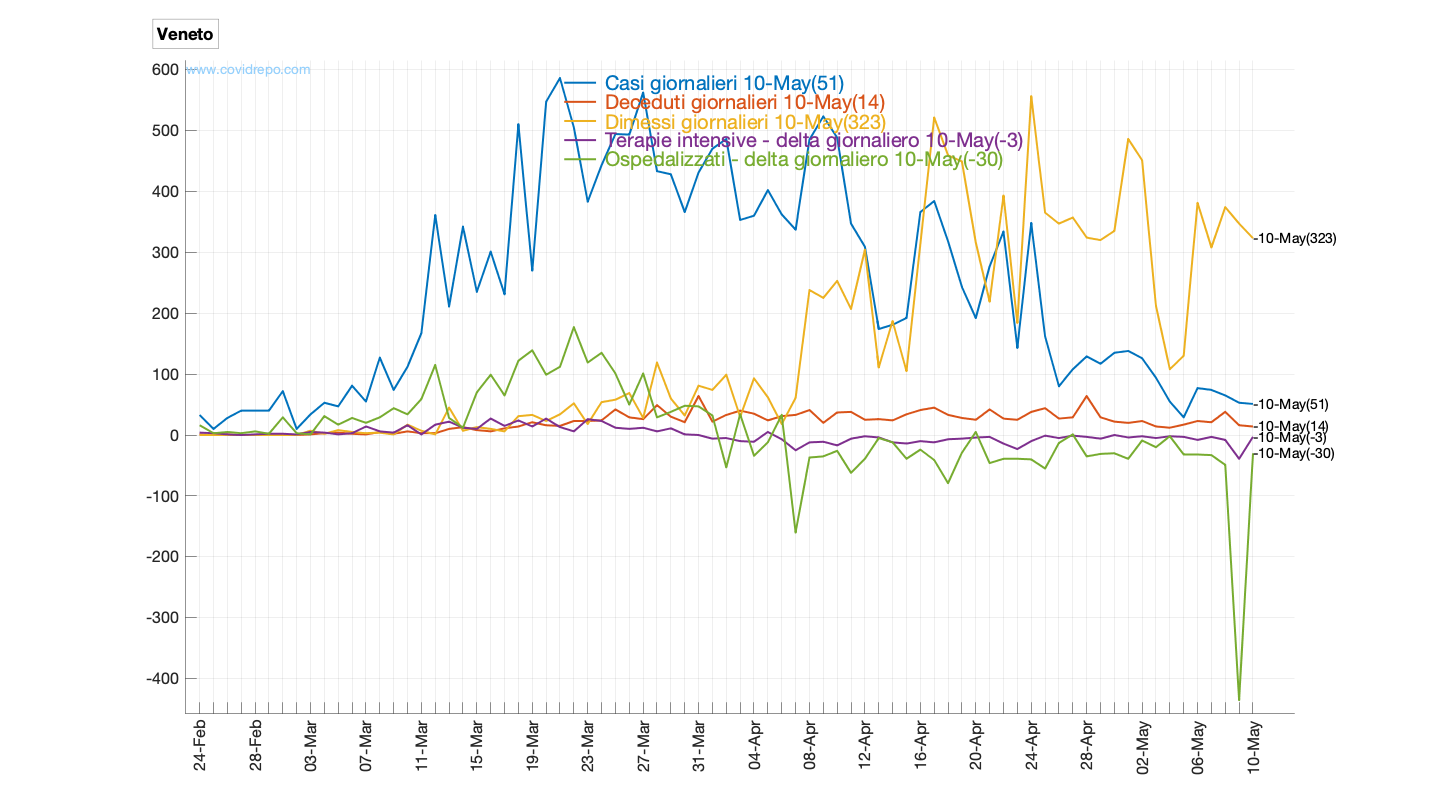 Veneto
www.covidrepo.com
Casi giornalieri 10-May(51)
Deceduti giornalieri 10-May(14)
Dimessi giornalieri 10-May(323)
Terapie intensive - delta giornaliero 10-May(-3)
Ospedalizzati - delta giornaliero 10-May(-30)
600
500
400
300
200
100
0
-100
-200
-300
-400
10-May(323)
10-May(51)
10-May(14)
10-May(-3)
10-May(-30)
24-Feb
28-Feb
03-Mar
07-Mar
11-Mar
15-Mar
19-Mar
23-Mar
27-Mar
31-Mar
04-Apr
08-Apr
12-Apr
16-Apr
20-Apr
24-Apr
28-Apr
02-May
06-May
10-May